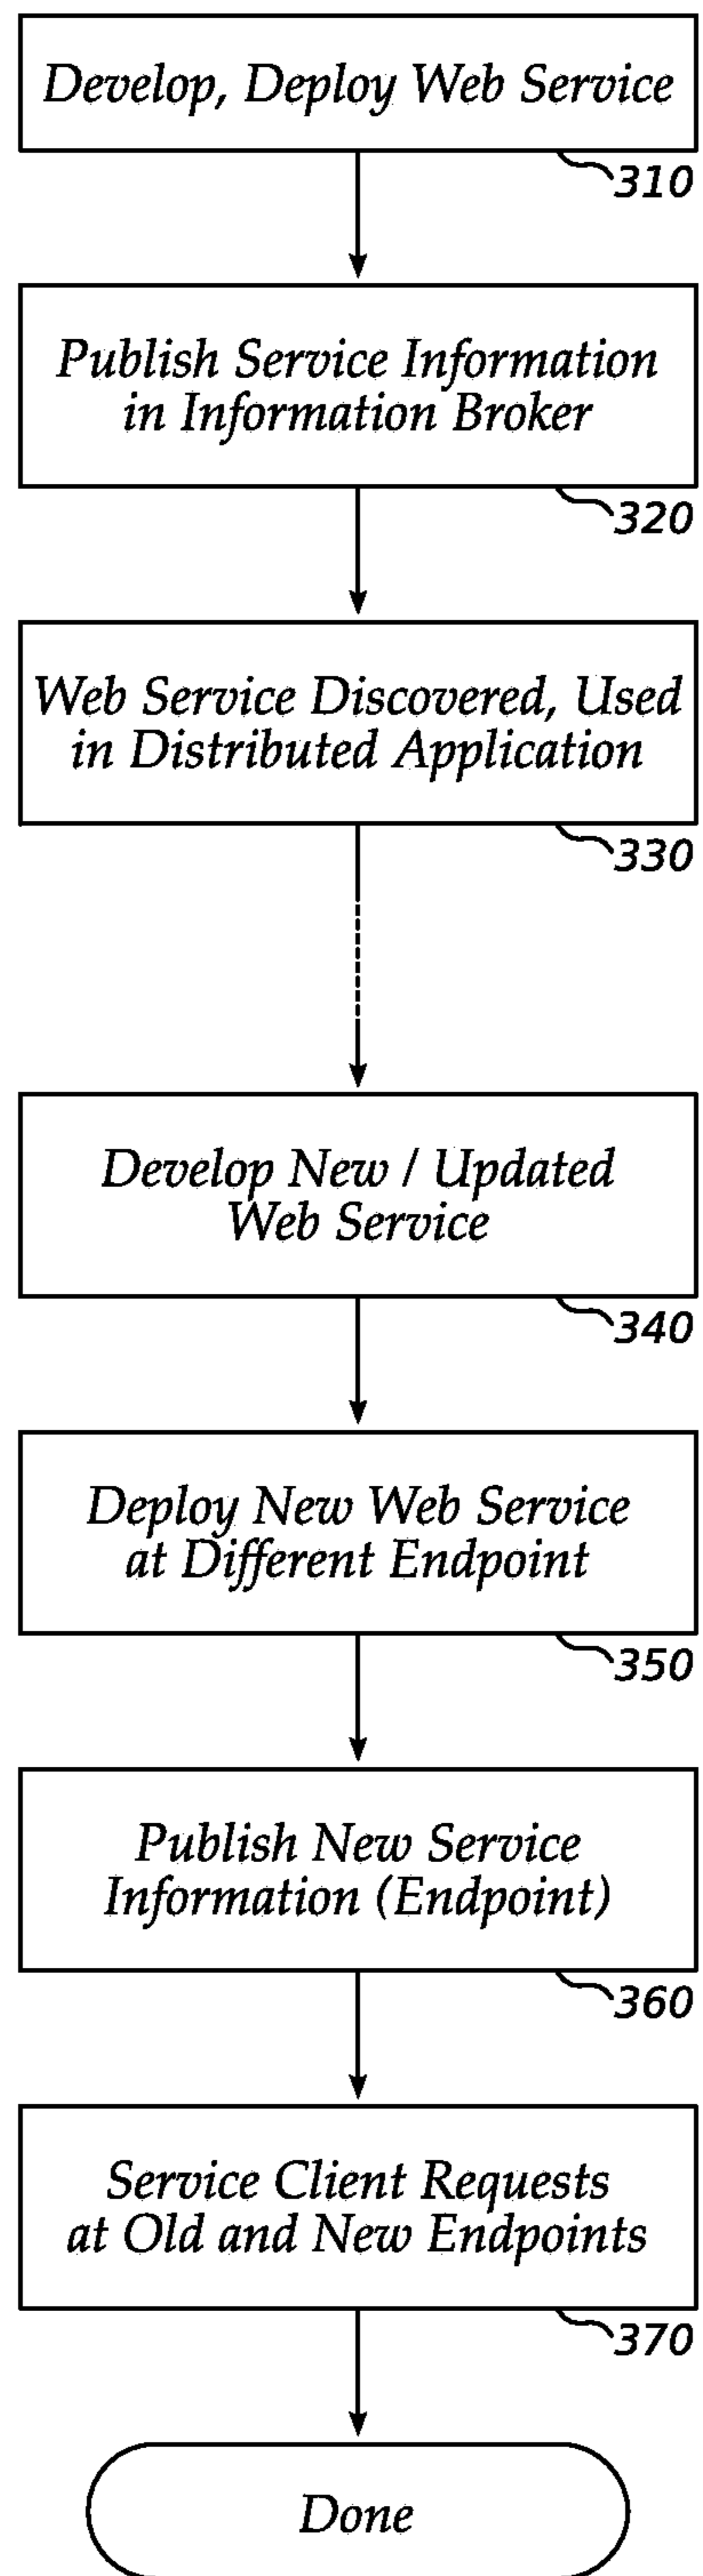 Develop, Deploy Web Service
310
Publish Service Information
in Information Broker
320
Web Service Discovered, Used
in Distributed Application
330
Develop New / Updated
Web Service
340
Deploy New Web Service
at Different Endpoint
350
Publish New Service
Information (Endpoint)
360
Service Client Requests
at Old and New Endpoints
370
Done